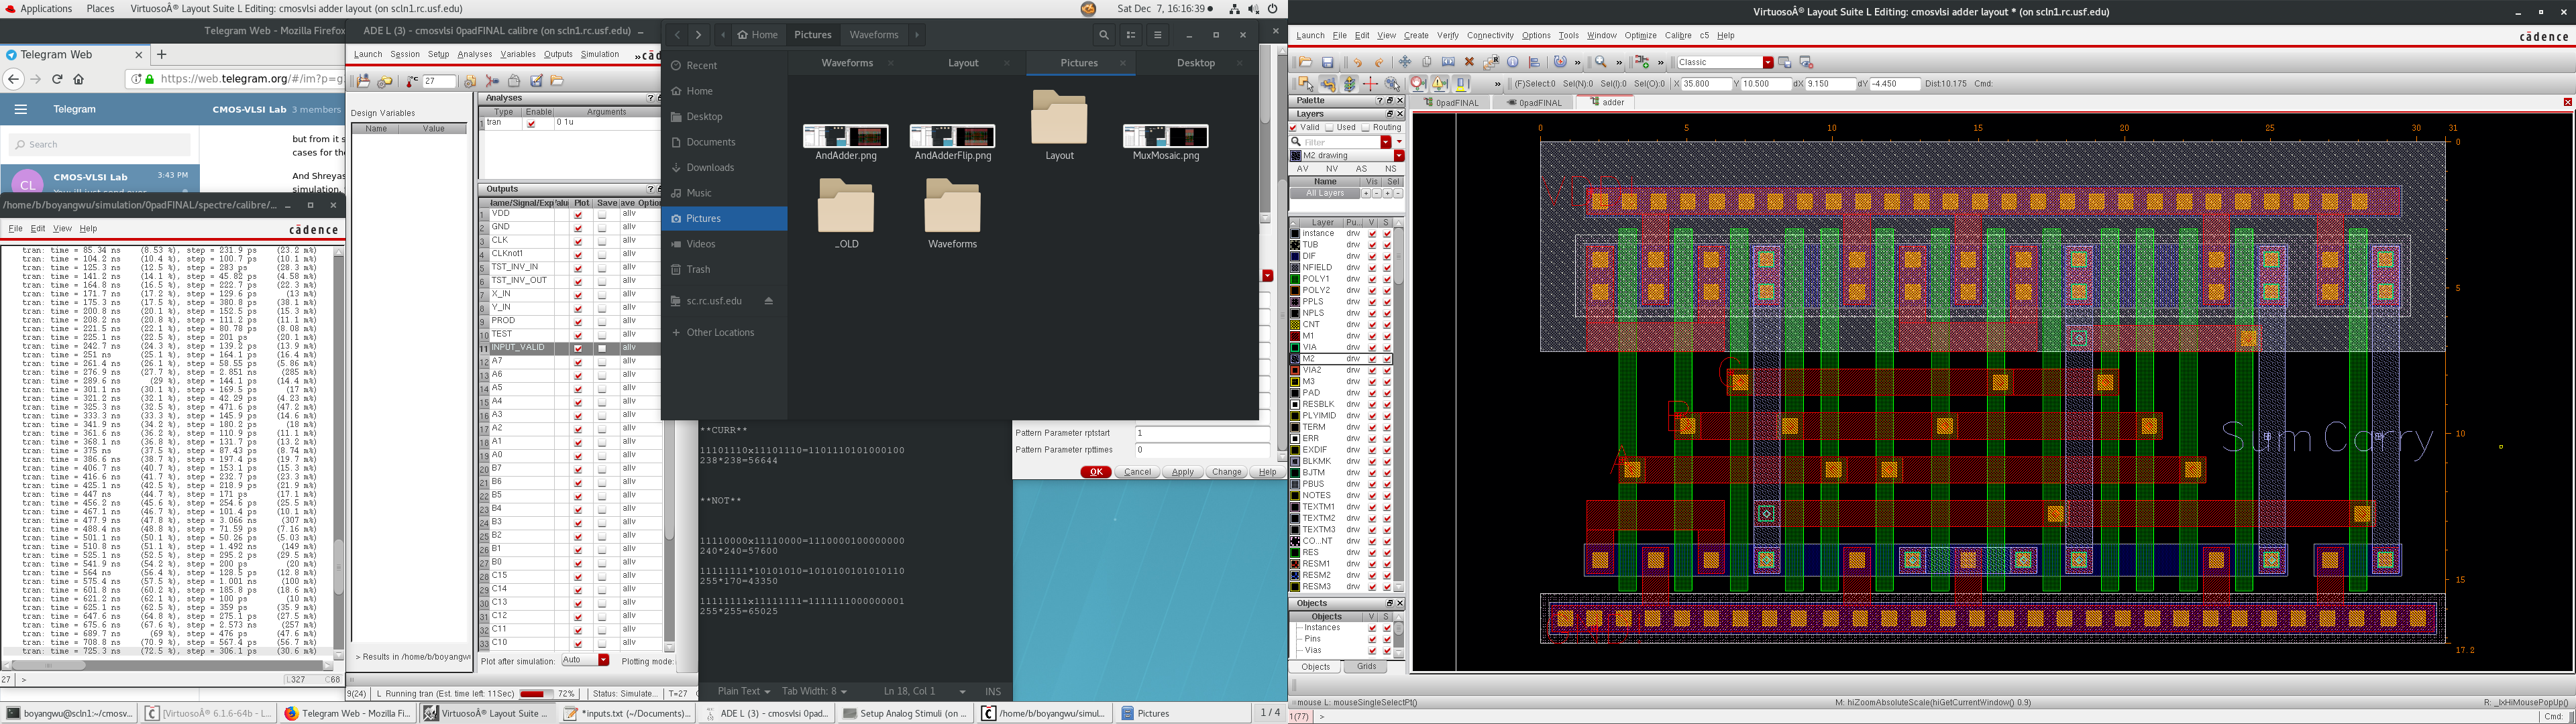 Applications Places Virtuoso® Layout Suite L Editing: cmosvlsi adder layout (on scln1.rc.usf.edu)
Sat Dec 7, 16:16:39
Telegram Web - Mozilla Firefox
Telegram Web
https://web.telegram.org/#/im?p=g
Telegram
CMOS-VLSI Lab 3 members
Search
CMOS-VLSI Lab 3:43 PM
but from it s
cases for the
And Shreyas
simulation,
/home/b/boyangwu/simulation/0padFINAL/spectre/calibre/...
File Edit View Help cādence
tran: time = 85.34 ns (8.53 %), step = 231.9 ps (23.2 m%)
tran: time = 104.2 ns (10.4 %), step = 100.7 ps (10.1 m%)
tran: time = 125.3 ns (12.5 %), step = 283 ps (28.3 m%)
tran: time = 141.2 ns (14.1 %), step = 45.82 ps (4.58 m%)
tran: time = 164.8 ns (16.5 %), step = 222.7 ps (22.3 m%)
tran: time = 171.7 ns (17.2 %), step = 129.6 ps (13 m%)
tran: time = 175.3 ns (17.5 %), step = 380.8 ps (38.1 m%)
tran: time = 200.8 ns (20.1 %), step = 152.5 ps (15.3 m%)
tran: time = 208.2 ns (20.8 %), step = 111.2 ps (11.1 m%)
tran: time = 221.5 ns (22.1 %), step = 80.78 ps (8.08 m%)
tran: time = 225.1 ns (22.5 %), step = 201 ps (20.1 m%)
tran: time = 242.7 ns (24.3 %), step = 139.2 ps (13.9 m%)
tran: time = 251 ns (25.1 %), step = 164.1 ps (16.4 m%)
tran: time = 261.4 ns (26.1 %), step = 58.55 ps (5.86 m%)
tran: time = 276.9 ns (27.7 %), step = 2.851 ns (285 m%)
tran: time = 289.6 ns (29 %), step = 144.1 ps (14.4 m%)
tran: time = 301.1 ns (30.1 %), step = 169.5 ps (17 m%)
tran: time = 321.2 ns (32.1 %), step = 42.29 ps (4.23 m%)
tran: time = 325.3 ns (32.5 %), step = 471.6 ps (47.2 m%)
tran: time = 333.3 ns (33.3 %), step = 145.9 ps (14.6 m%)
tran: time = 341.9 ns (34.2 %), step = 180.2 ps (18 m%)
tran: time = 361.6 ns (36.2 %), step = 110.9 ps (11.1 m%)
tran: time = 368.1 ns (36.8 %), step = 131.7 ps (13.2 m%)
tran: time = 375 ns (37.5 %), step = 87.43 ps (8.74 m%)
tran: time = 386.6 ns (38.7 %), step = 197.4 ps (19.7 m%)
tran: time = 406.7 ns (40.7 %), step = 153.1 ps (15.3 m%)
tran: time = 416.6 ns (41.7 %), step = 232.7 ps (23.3 m%)
tran: time = 425.1 ns (42.5 %), step = 218.9 ps (21.9 m%)
tran: time = 447 ns (44.7 %), step = 171 ps (17.1 m%)
tran: time = 456.2 ns (45.6 %), step = 254.6 ps (25.5 m%)
tran: time = 467.1 ns (46.7 %), step = 101.4 ps (10.1 m%)
tran: time = 477.9 ns (47.8 %), step = 3.066 ns (307 m%)
tran: time = 488.4 ns (48.8 %), step = 71.59 ps (7.16 m%)
tran: time = 501.1 ns (50.1 %), step = 50.26 ps (5.03 m%)
tran: time = 510.8 ns (51.1 %), step = 1.492 ns (149 m%)
tran: time = 525.1 ns (52.5 %), step = 295.2 ps (29.5 m%)
tran: time = 541.9 ns (54.2 %), step = 200 ps (20 m%)
tran: time = 564 ns (56.4 %), step = 128.5 ps (12.8 m%)
tran: time = 575.4 ns (57.5 %), step = 1.001 ns (100 m%)
tran: time = 601.8 ns (60.2 %), step = 185.8 ps (18.6 m%)
tran: time = 621.2 ns (62.1 %), step = 100 ps (10 m%)
tran: time = 625.1 ns (62.5 %), step = 359 ps (35.9 m%)
tran: time = 647.6 ns (64.8 %), step = 275.1 ps (27.5 m%)
tran: time = 675.6 ns (67.6 %), step = 2.573 ns (257 m%)
tran: time = 689.7 ns (69 %), step = 476 ps (47.6 m%)
tran: time = 708.8 ns (70.9 %), step = 567.4 ps (56.7 m%)
tran: time = 725.3 ns (72.5 %), step = 306.1 ps (30.6 m%)
27 > L327 C68
ADE L (3) - cmosvlsi 0padFINAL calibre (on scln1.rc.usf.edu)
Launch Session Setup Analyses Variables Outputs Simulation » cāde
27
Design Variables
Name Value
> Results in /home/b/boyangwu
Analyses
Type Enable Arguments
1 tran 0 1u
Outputs
Plot Save
1 VDD allv
2 GND allv
3 CLK allv
4 CLKnot1 allv
5 TST_INV_IN allv
6 TST_INV_OUT allv
7 X_IN allv
8 Y_IN allv
9 PROD allv
10 TEST allv
11 INPUT_VALID allv
12 A7 allv
13 A6 allv
14 A5 allv
15 A4 allv
16 A3 allv
17 A2 allv
18 A1 allv
19 A0 allv
20 B7 allv
21 B6 allv
22 B5 allv
23 B4 allv
24 B3 allv
25 B2 allv
26 B1 allv
27 B0 allv
28 C15 allv
29 C14 allv
30 C13 allv
31 C12 allv
32 C11 allv
33 C10 allv
Plot after simulation: Auto Plotting mode:
9(24) L Running tran (Est. time left: 11Sec) 72% Status: Simulate... T=27 C
Home Pictures Waveforms
Recent
Home
Desktop
Documents
Downloads
Music
Pictures
Videos
Trash
sc.rc.usf.edu
Other Locations
Waveforms Layout Pictures Desktop
AndAdder.png AndAdderFlip.png Layout MuxMosaic.png
_OLD Waveforms
**CURR**
11101110x11101110=1101110101000100
238*238=56644
**NOT**
11110000x11110000=1110000100000000
240*240=57600
11111111*10101010=1010100101010110
255*170=43350
11111111x11111111=1111111000000001
255*255=65025
Plain Text Tab Width: 8 Ln 18, Col 1 INS
Pattern Parameter rptstart 1
Pattern Parameter rpttimes 0
OK Cancel Apply Change Help
boyangwu@scln1:~/cmosv... [Virtuoso® 6.1.6-64b - L... Telegram Web - Mozilla Fi... Virtuoso® Layout Suite ... *inputs.txt (~/Documents)... ADE L (3) - cmosvlsi 0pad... Setup Analog Stimuli (on ... /home/b/boyangwu/simul... Pictures 1 / 4
Virtuoso® Layout Suite L Editing: cmosvlsi adder layout * (on scln1.rc.usf.edu)
Launch File Edit View Create Verify Connectivity Options Tools Window Optimize Calibre c5 Help cādence
Classic
(F)Select:0 Sel(N):0 Sel(I):0 Sel(O):0 X 35.800 Y 10.500 dX 9.150 dY -4.450 Dist:10.175 Cmd:
0padFINAL 0padFINAL adder
Palette
Layers
Valid Used Routing
Filter
M2 drawing
AV NV AS NS
Name Vis Sel
All Layers
Layer Pu... V S
instance drw
TUB drw
DIF drw
NFIELD drw
POLY1 drw
POLY2 drw
PPLS drw
NPLS drw
CNT drw
M1 drw
VIA drw
M2 drw
VIA2 drw
M3 drw
PAD drw
RESBLK drw
PLYIMID drw
TERM drw
ERR drw
EXDIF drw
BLKMK drw
BJTM drw
PBUS drw
NOTES drw
TEXTM1 drw
TEXTM2 drw
TEXTM3 drw
CO...NT drw
RES drw
RESM1 drw
RESM2 drw
RESM3 drw
Objects
Objects V S
Instances
Pins
Vias
Objects Grids
0 5 10 15 20 25 30 31
0
5
10
15
17.2
C
B
A
Sum Carry
mouse L: mouseSingleSelectPt() M: hiZoomAbsoluteScale(hiGetCurrentWindow() 0.9) R: _lxHiMousePopUp()
1(77) > Cmd: